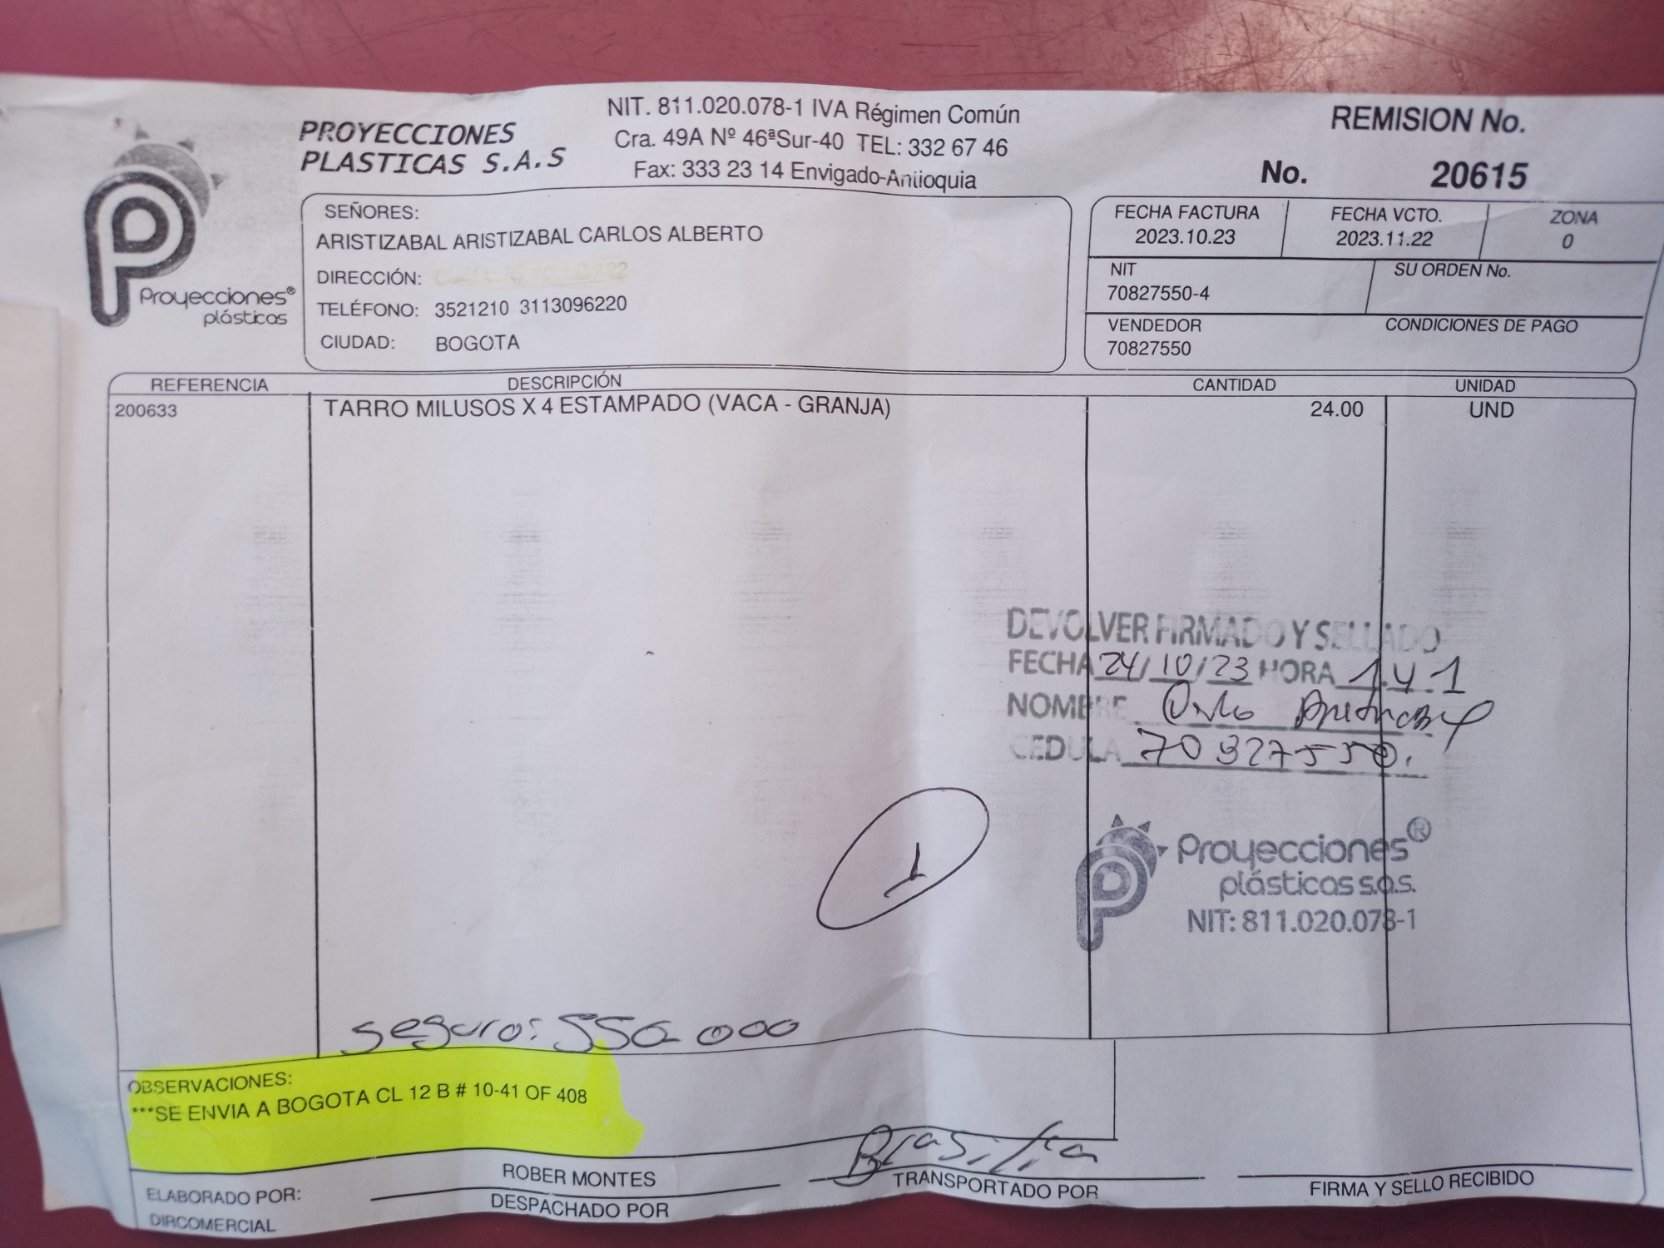 PROYECCIONES
PLASTICAS S.A.S
NIT. 811.020.078-1 IVA Régimen Común
Cra. 49A Nº 46ªSur-40 TEL: 332 67 46
Fax: 333 23 14 Envigado-Antioquia
REMISION No.
No. 20615
Proyecciones®
plásticas
SEÑORES:
ARISTIZABAL ARISTIZABAL CARLOS ALBERTO
DIRECCIÓN:
TELÉFONO: 3521210 3113096220
CIUDAD: BOGOTA
FECHA FACTURA FECHA VCTO. ZONA
2023.10.23 2023.11.22 0
NIT SU ORDEN No.
70827550-4
VENDEDOR CONDICIONES DE PAGO
70827550
REFERENCIA DESCRIPCIÓN CANTIDAD UNIDAD
200633 TARRO MILUSOS X 4 ESTAMPADO (VACA - GRANJA) 24.00 UND
DEVOLVER FIRMADO Y SELLADO
FECHA 24/10/23 HORA 1.41
NOMBRE
CEDULA 70827550.
1
Proyecciones®
plásticas s.a.s.
NIT: 811.020.078-1
seguro: 550.000
OBSERVACIONES:
***SE ENVIA A BOGOTA CL 12 B # 10-41 OF 408
ROBER MONTES Brasilia
ELABORADO POR: DESPACHADO POR TRANSPORTADO POR FIRMA Y SELLO RECIBIDO
DIRCOMERCIAL